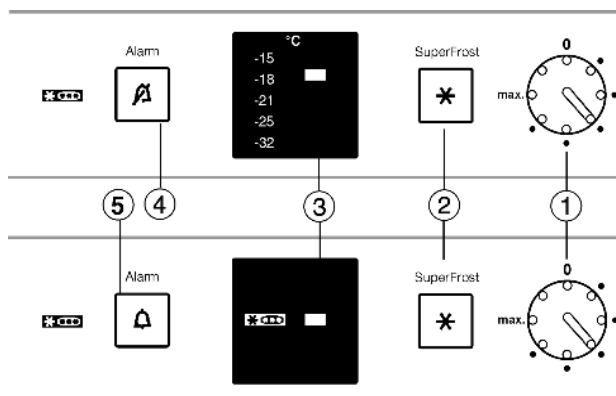 Alarm
°C
-15
-18
-21
-25
-32
SuperFrost
0
max.
5 4 3 2 1
Alarm
SuperFrost
0
max.